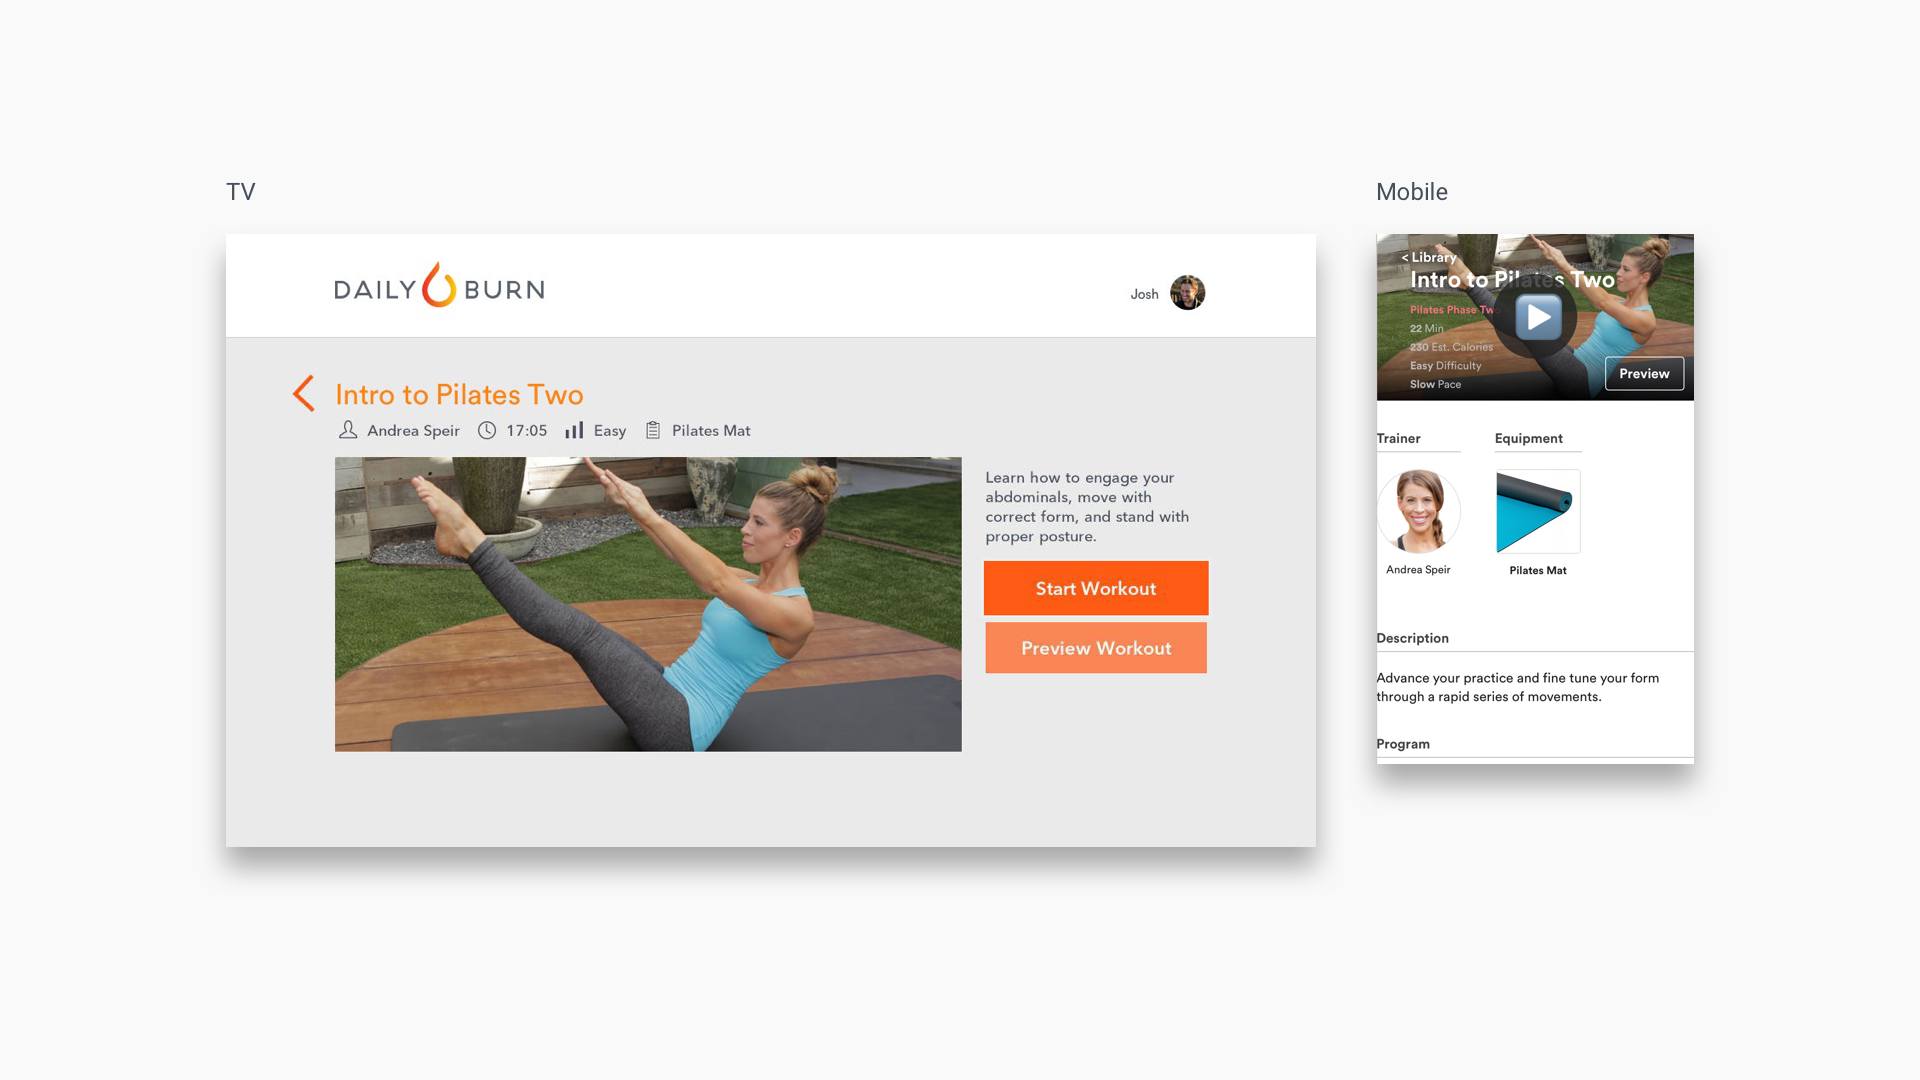 TV
DAILY BURN
Josh
Intro to Pilates Two
Andrea Speir 17:05 Easy Pilates Mat
Learn how to engage your
abdominals, move with
correct form, and stand with
proper posture.
Start Workout
Preview Workout
Mobile
< Library
Intro to Pilates Two
Pilates Phase Two
22 Min
230 Est. Calories
Easy Difficulty
Slow Pace
Preview
Trainer
Equipment
Andrea Speir
Pilates Mat
Description
Advance your practice and fine tune your form
through a rapid series of movements.
Program